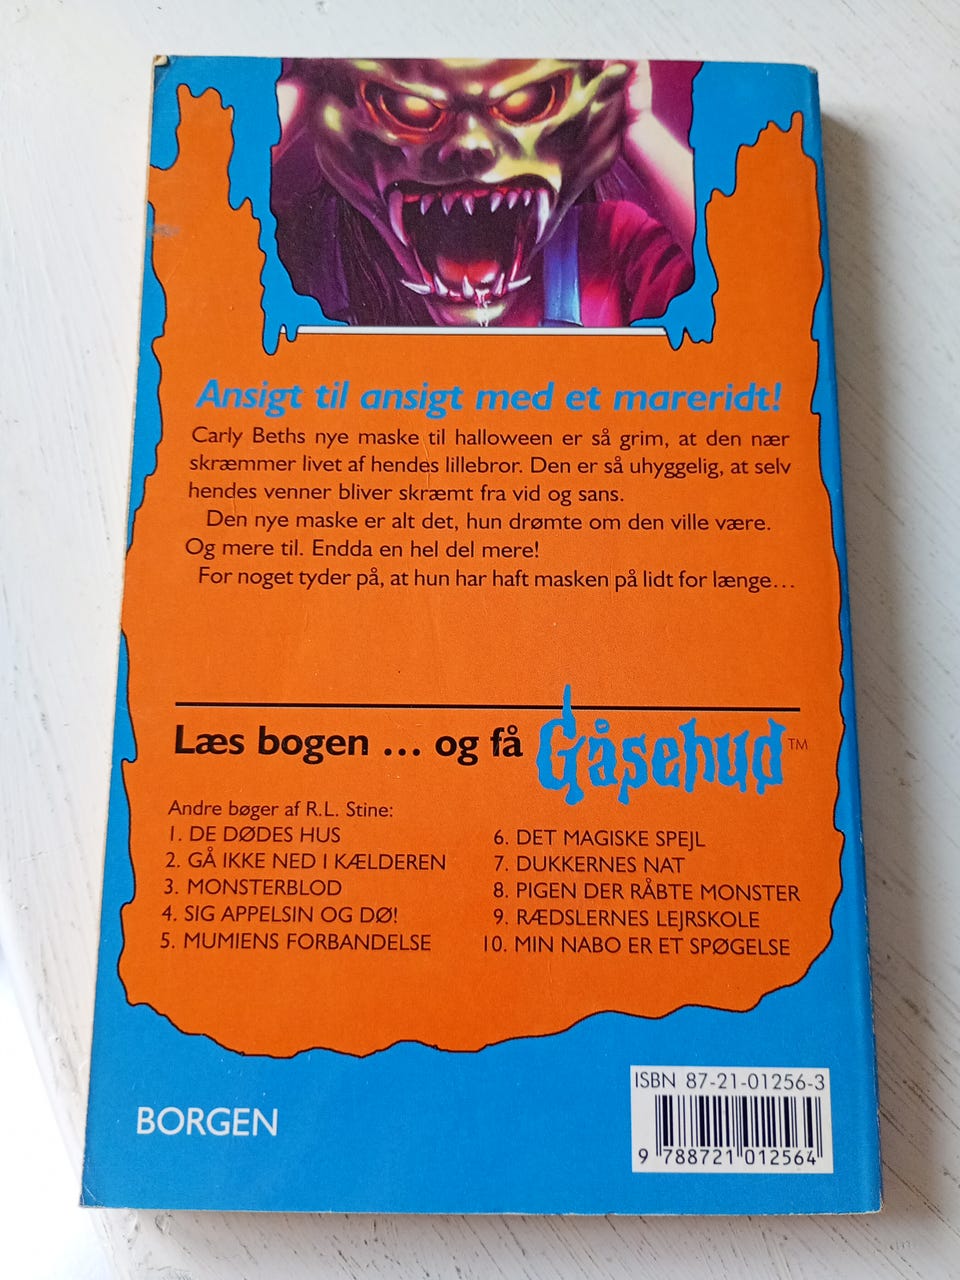 Ansigt til ansigt med et mareridt!
Carly Beths nye maske til halloween er så grim, at den nær
skræmmer livet af hendes lillebror. Den er så uhyggelig, at selv
hendes venner bliver skræmt fra vid og sans.
Den nye maske er alt det, hun drømte om den ville være.
Og mere til. Endda en hel del mere!
For noget tyder på, at hun har haft masken på lidt for længe...
Læs bogen ... og få Gåsehud™
Andre bøger af R.L. Stine:
1. DE DØDES HUS
2. GÅ IKKE NED I KÆLDEREN
3. MONSTERBLOD
4. SIG APPELSIN OG DØ!
5. MUMIENS FORBANDELSE
6. DET MAGISKE SPEJL
7. DUKKERNES NAT
8. PIGEN DER RÅBTE MONSTER
9. RÆDSLERNES LEJRSKOLE
10. MIN NABO ER ET SPØGELSE
BORGEN
ISBN 87-21-01256-3
9 788721 012564